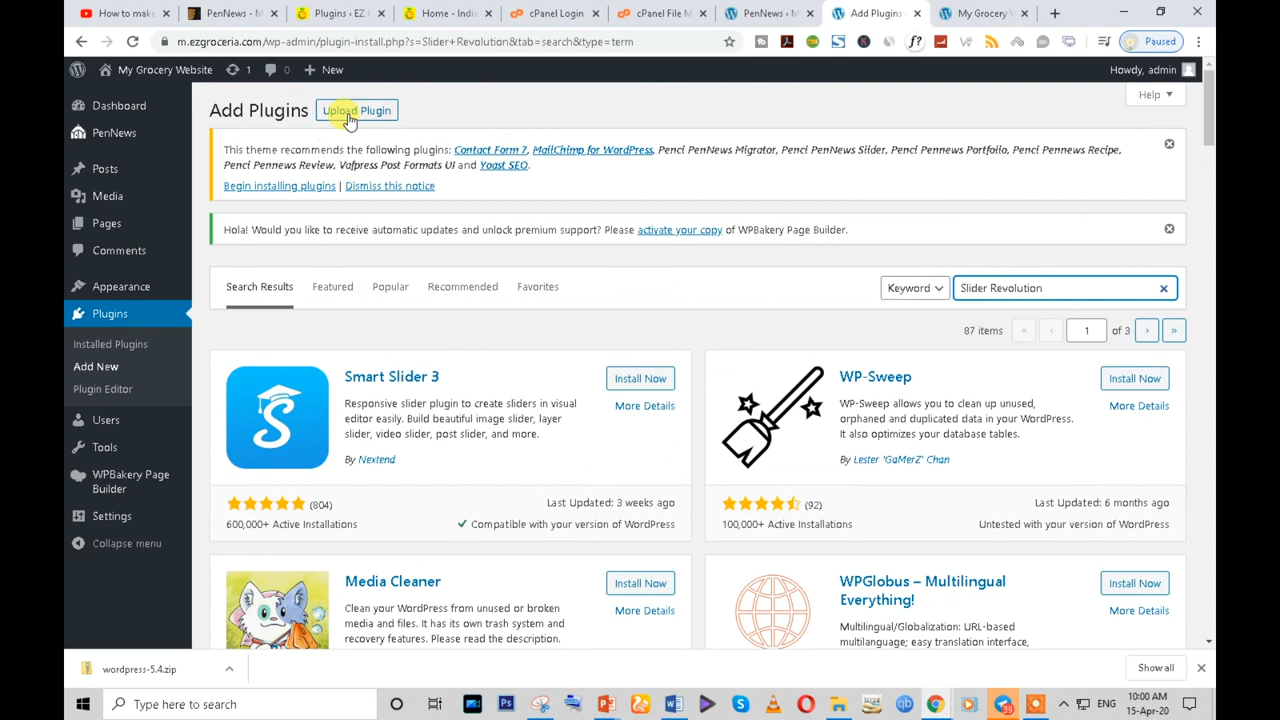 How to make
PenNews - M
Plugins ‹ EZ
Home - India
cPanel Login
cPanel File M
PenNews ‹ M
Add Plugins
My Grocery W
m.ezgroceria.com/wp-admin/plugin-install.php?s=Slider+Revolution&tab=search&type=term
Paused
My Grocery Website
1
0
New
Howdy, admin
Dashboard
PenNews
Posts
Media
Pages
Comments
Appearance
Plugins
Installed Plugins
Add New
Plugin Editor
Users
Tools
WPBakery Page
Builder
Settings
Collapse menu
Help
Add Plugins
Upload Plugin
This theme recommends the following plugins: Contact Form 7, MailChimp for WordPress, Penci PenNews Migrator, Penci PenNews Slider, Penci Pennews Portfolio, Penci Pennews Recipe,
Penci Pennews Review, Vafpress Post Formats UI and Yoast SEO.
Begin installing plugins | Dismiss this notice
Hola! Would you like to receive automatic updates and unlock premium support? Please activate your copy of WPBakery Page Builder.
Search Results
Featured
Popular
Recommended
Favorites
Keyword
Slider Revolution
87 items
«
‹
1
of 3
›
»
Smart Slider 3
Install Now
Responsive slider plugin to create sliders in visual
editor easily. Build beautiful image slider, layer
slider, video slider, post slider, and more.
More Details
By Nextend
(804)
Last Updated: 3 weeks ago
600,000+ Active Installations
Compatible with your version of WordPress
WP-Sweep
Install Now
WP-Sweep allows you to clean up unused,
orphaned and duplicated data in your WordPress.
It also optimizes your database tables.
More Details
By Lester 'GaMerZ' Chan
(92)
Last Updated: 6 months ago
100,000+ Active Installations
Untested with your version of WordPress
Media Cleaner
Install Now
Clean your WordPress from unused or broken
media and files. It has its own trash system and
recovery features. Please read the description.
More Details
WPGlobus – Multilingual
Everything!
Install Now
Multilingual/Globalization: URL-based
multilanguage; easy translation interface,
More Details
wordpress-5.4.zip
Show all
Type here to search
39
ENG
10:00 AM
15-Apr-20